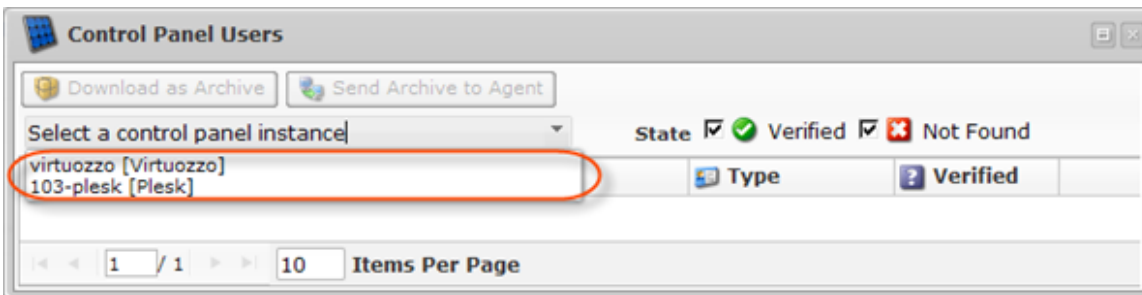 Control Panel Users
Download as Archive Send Archive to Agent
Select a control panel instance State Verified Not Found
virtuozzo [Virtuozzo]
103-plesk [Plesk]
Type ? Verified
1 / 1 10 Items Per Page